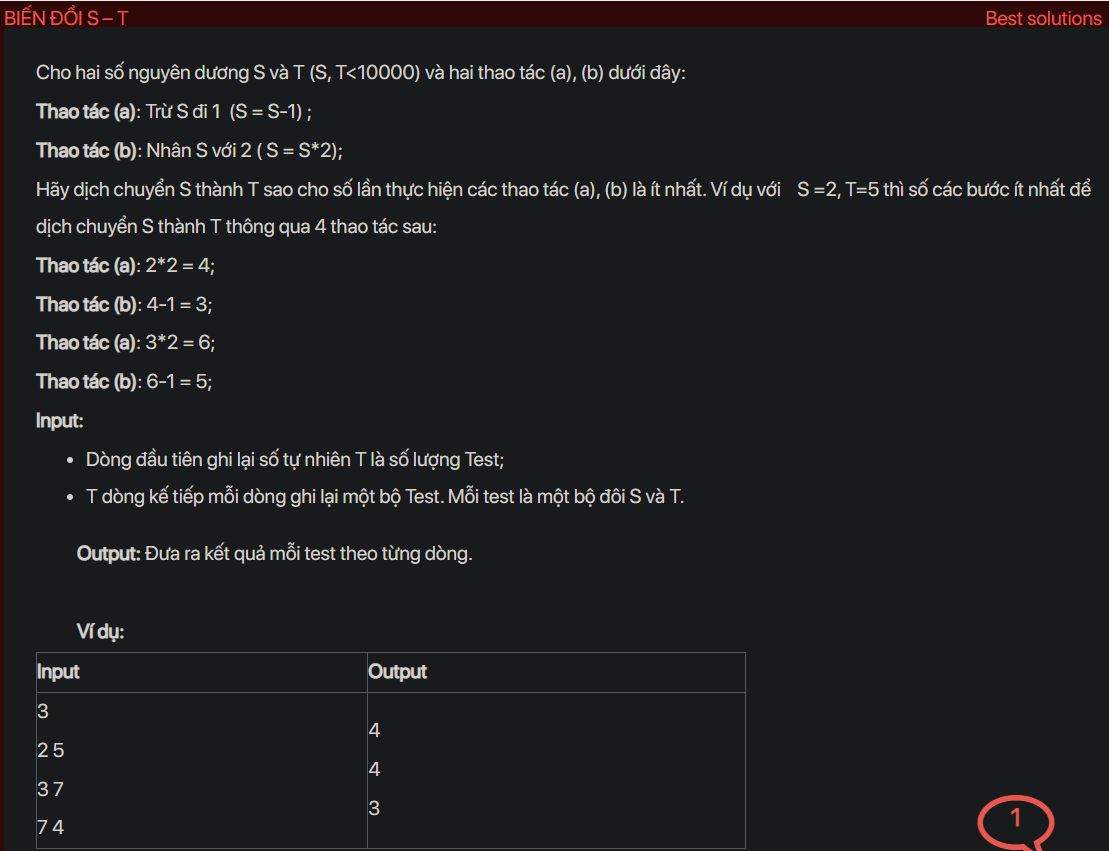 BIẾN ĐỔI S – T
Best solutions
Cho hai số nguyên dương S và T (S, T<10000) và hai thao tác (a), (b) dưới đây:
Thao tác (a): Trừ S đi 1 (S = S-1) ;
Thao tác (b): Nhân S với 2 ( S = S*2);
Hãy dịch chuyển S thành T sao cho số lần thực hiện các thao tác (a), (b) là ít nhất. Ví dụ với S =2, T=5 thì số các bước ít nhất để
dịch chuyển S thành T thông qua 4 thao tác sau:
Thao tác (a): 2*2 = 4;
Thao tác (b): 4-1 = 3;
Thao tác (a): 3*2 = 6;
Thao tác (b): 6-1 = 5;
Input:
• Dòng đầu tiên ghi lại số tự nhiên T là số lượng Test;
• T dòng kế tiếp mỗi dòng ghi lại một bộ Test. Mỗi test là một bộ đôi S và T.
Output: Đưa ra kết quả mỗi test theo từng dòng.
Ví dụ:
Input Output
3
2 5
3 7
7 4
4
4
3
1